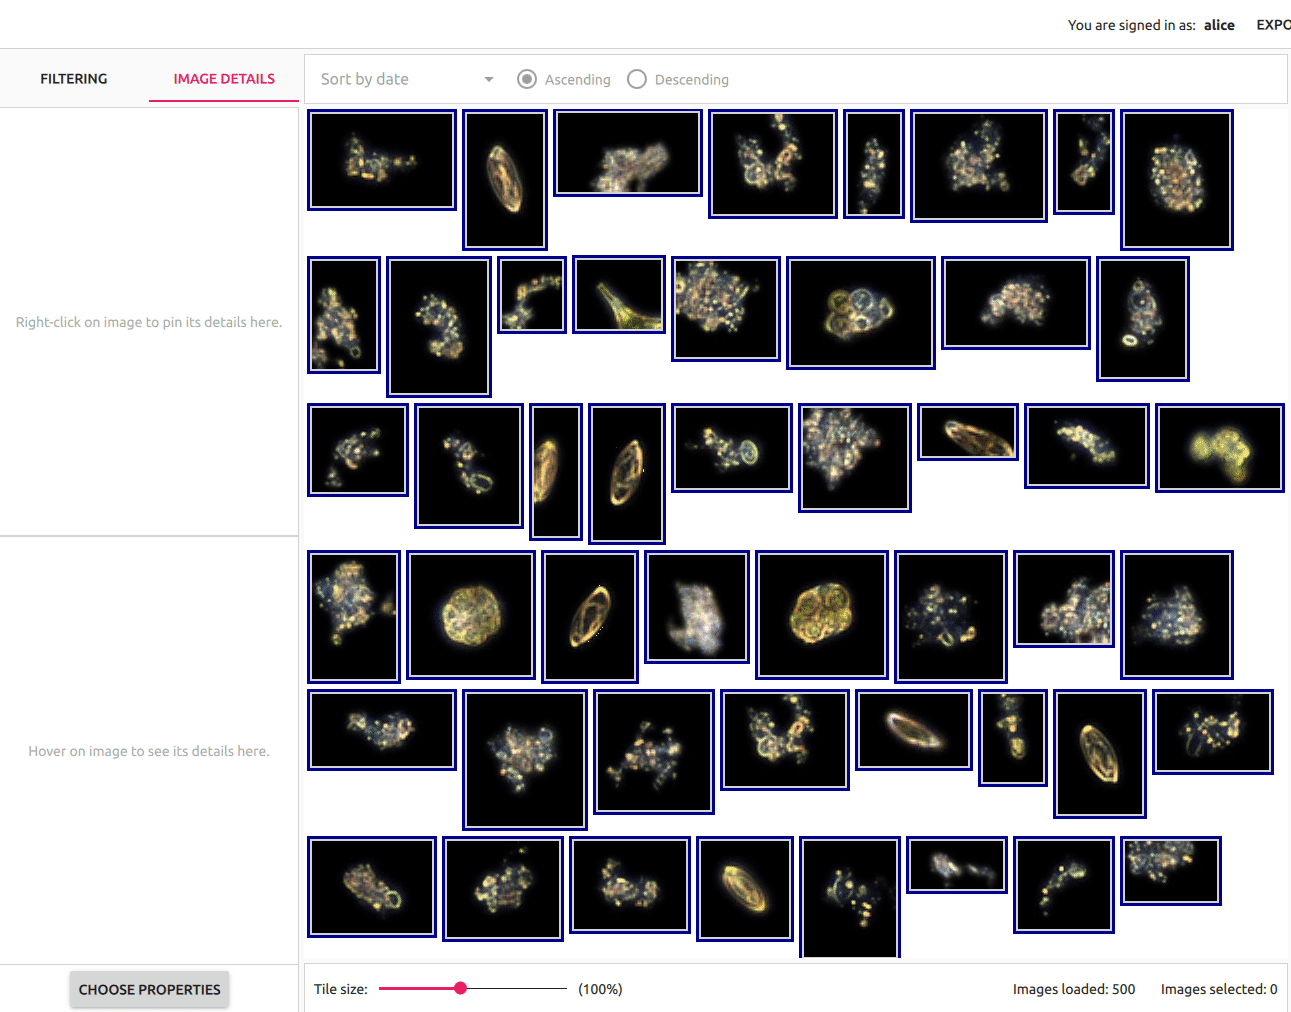 You are signed in as: alice EXPO
FILTERING IMAGE DETAILS
Sort by date Ascending Descending
Right-click on image to pin its details here.
Hover on image to see its details here.
CHOOSE PROPERTIES
Tile size: (100%) Images loaded: 500 Images selected: 0